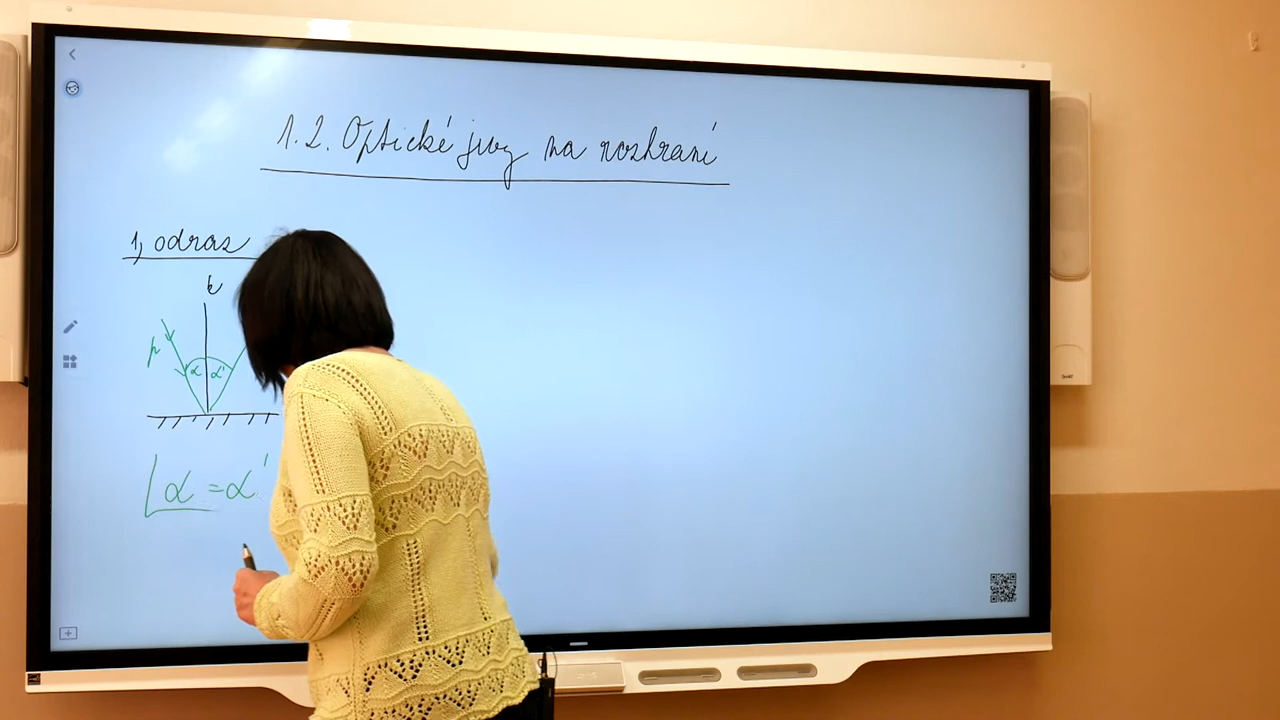 1.2. Optické jevy na rozhraní
1, odraz
k
p
α α'
α = α'